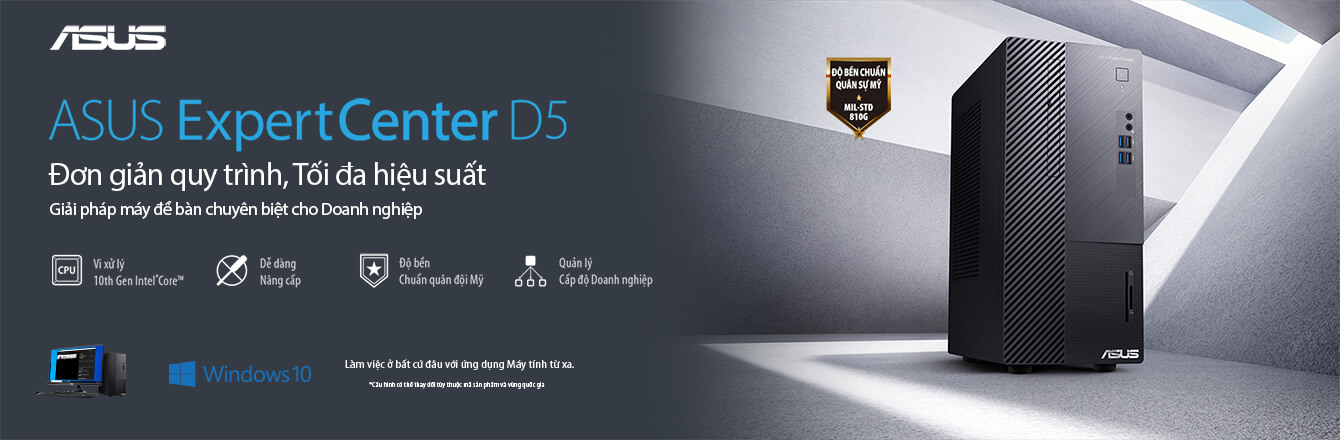 ASUS
ASUS ExpertCenter D5
Đơn giản quy trình, Tối đa hiệu suất
Giải pháp máy để bàn chuyên biệt cho Doanh nghiệp
CPU
Vi xử lý
10th Gen Intel® Core™
Dễ dàng
Nâng cấp
Độ bền
Chuẩn quân đội Mỹ
Quản lý
Cấp độ Doanh nghiệp
Windows 10
Làm việc ở bất cứ đâu với ứng dụng Máy tính từ xa.
*Cấu hình có thể thay đổi tùy thuộc mã sản phẩm và vùng quốc gia
ĐỘ BỀN CHUẨN
QUÂN SỰ MỸ
MIL-STD
810G
ASUS